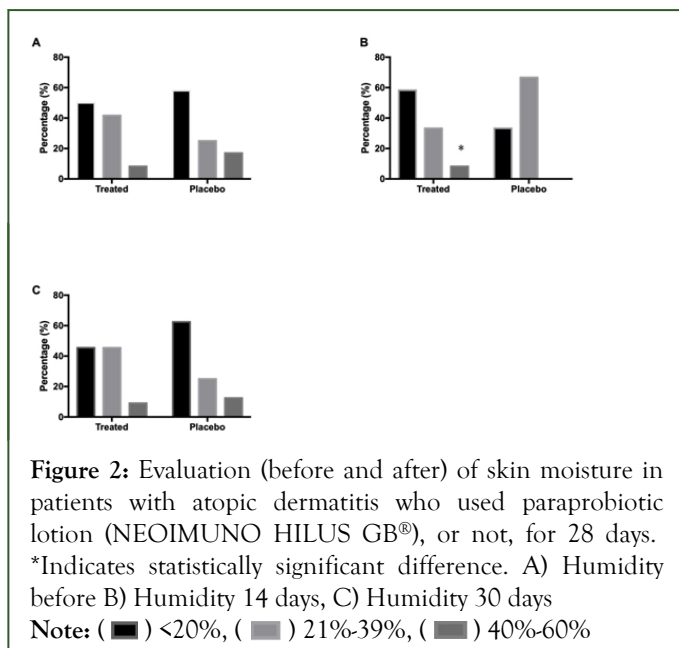 A
Percentage (%)
80
60
40
20
0
Treated
Placebo
B
Percentage (%)
80
60
40
20
0
*
Treated
Placebo
C
Percentage (%)
80
60
40
20
0
Treated
Placebo
Figure 2: Evaluation (before and after) of skin moisture in
patients with atopic dermatitis who used paraprobiotic
lotion (NEOIMUNO HILUS GB®), or not, for 28 days.
*Indicates statistically significant difference. A) Humidity
before B) Humidity 14 days, C) Humidity 30 days
Note: ( ) <20%, ( ) 21%-39%, ( ) 40%-60%